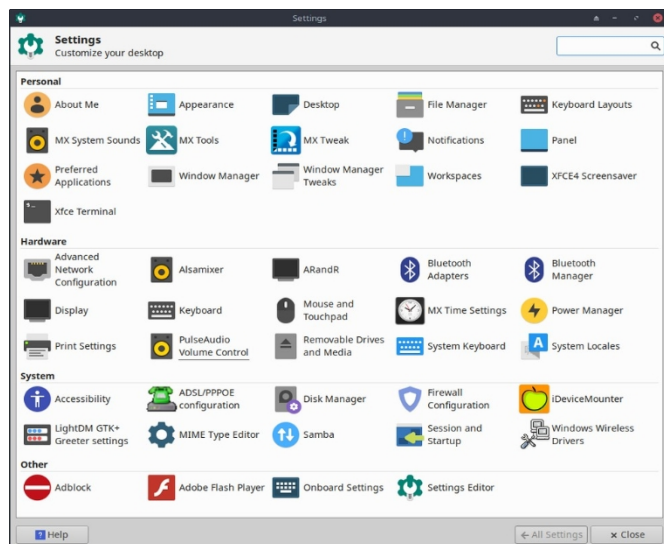 Settings
Settings
Customize your desktop
Personal
About Me
Appearance
Desktop
File Manager
Keyboard Layouts
MX System Sounds
MX Tools
MX Tweak
Notifications
Panel
Preferred
Applications
Window Manager
Window Manager
Tweaks
Workspaces
XFCE4 Screensaver
Xfce Terminal
Hardware
Advanced
Network
Configuration
Alsamixer
ARandR
Bluetooth
Adapters
Bluetooth
Manager
Display
Keyboard
Mouse and
Touchpad
MX Time Settings
Power Manager
Print Settings
PulseAudio
Volume Control
Removable Drives
and Media
System Keyboard
System Locales
System
Accessibility
ADSL/PPPOE
configuration
Disk Manager
Firewall
Configuration
iDeviceMounter
LightDM GTK+
Greeter settings
MIME Type Editor
Samba
Session and
Startup
Windows Wireless
Drivers
Other
Adblock
Adobe Flash Player
Onboard Settings
Settings Editor
Help
All Settings
Close